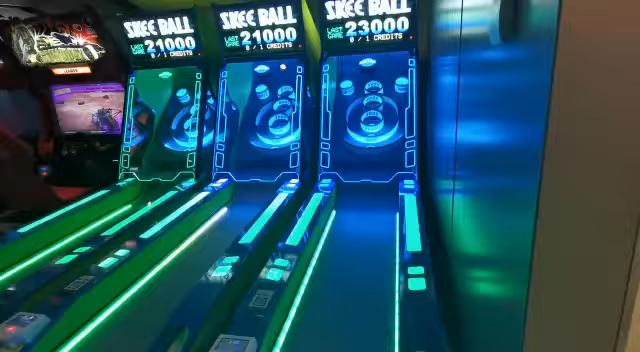 SKEE BALL
LAST GAME 21000
0 / 1 CREDITS
SKEE BALL
LAST GAME 21000
0 / 1 CREDITS
SKEE BALL
LAST GAME 23000
0 / 1 CREDITS